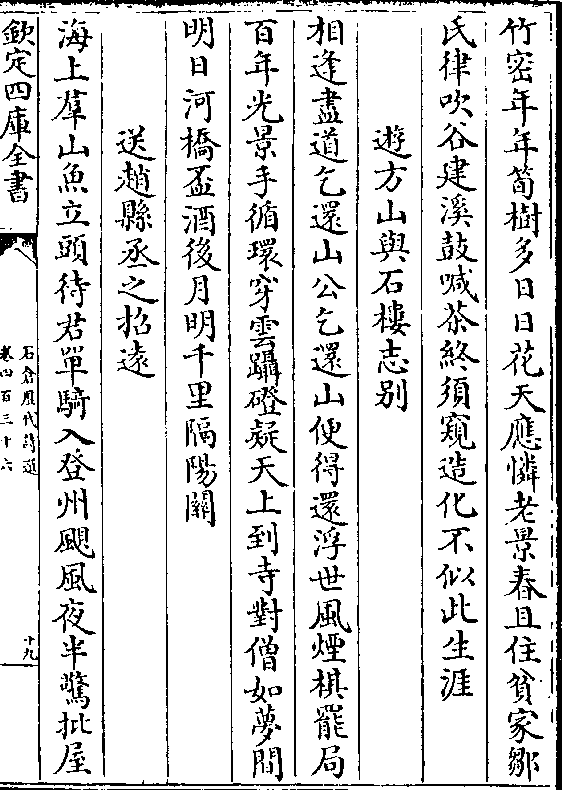 竹密年年筍樹多日日花天應憐老景春且住貧家鄒
氏律吹谷建溪鼓喊茶終須窺造化不似此生涯
遊方山與石樓志别
相逢盡道乞還山公乞還山便得還浮世風煙棋罷局
百年光景手循環穿雲躡磴疑天上到寺對僧如夢間
明日河橋盃酒後月明千里隔陽關
送趙縣丞之招遠
海上羣山魚立頭待君單騎入登州颶風夜半驚批屋
欽定四庫全書
石倉歷代詩選
卷四百三十六
十九